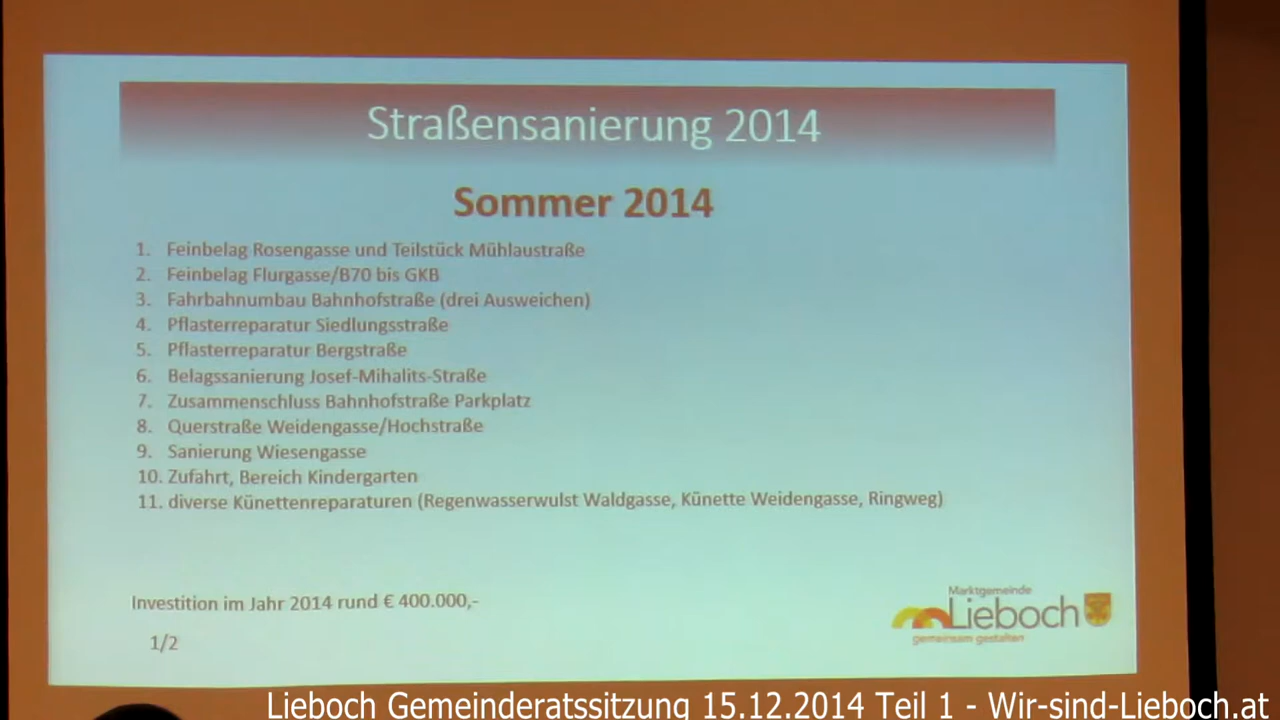 Straßensanierung 2014
Sommer 2014
1. Feinbelag Rosengasse und Teilstück Mühlaustraße
2. Feinbelag Flurgasse/B70 bis GKB
3. Fahrbahnumbau Bahnhofstraße (drei Ausweichen)
4. Pflasterreparatur Siedlungsstraße
5. Pflasterreparatur Bergstraße
6. Belagssanierung Josef-Mihalits-Straße
7. Zusammenschluss Bahnhofstraße Parkplatz
8. Querstraße Weidengasse/Hochstraße
9. Sanierung Wiesengasse
10. Zufahrt, Bereich Kindergarten
11. diverse Künettenreparaturen (Regenwasserwulst Waldgasse, Künette Weidengasse, Ringweg)
Investition im Jahr 2014 rund € 400.000,-
1/2
Marktgemeinde
Lieboch
gemeinsam gestalten
Lieboch Gemeinderatssitzung 15.12.2014 Teil 1 - Wir-sind-Lieboch.at